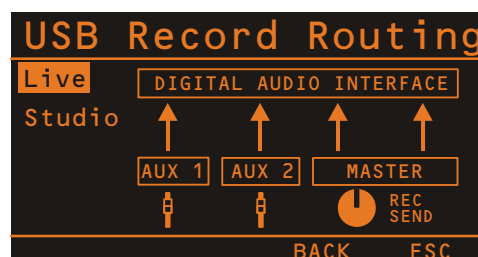 USB Record Routing
Live
DIGITAL AUDIO INTERFACE
Studio
AUX 1 AUX 2 MASTER
REC
SEND
BACK ESC